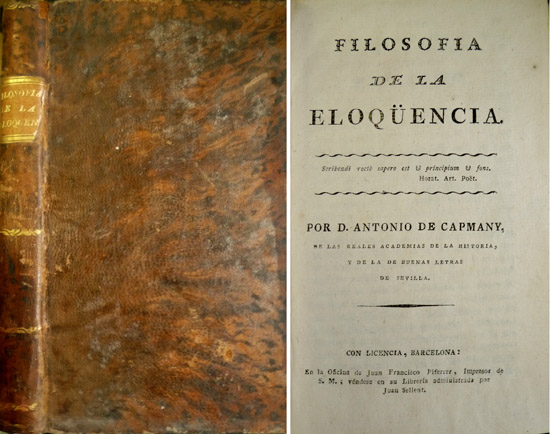 FILOSOFIA
E LA
ELOQUEN
FILOSOFIA
DE LA
ELOQÜENCIA.
Scribendi rectè sapere est & principium & fons.
Horat. Art. Poët.
POR D. ANTONIO DE CAPMANY,
DE LAS REALES ACADEMIAS DE LA HISTORIA,
Y DE LA DE BUENAS LETRAS
DE SEVILLA.
CON LICENCIA, BARCELONA:
En la Oficina de Juan Francisco Piferrer, Impresor de
S. M.; véndese en su Librería administrada por
Juan Sellent.